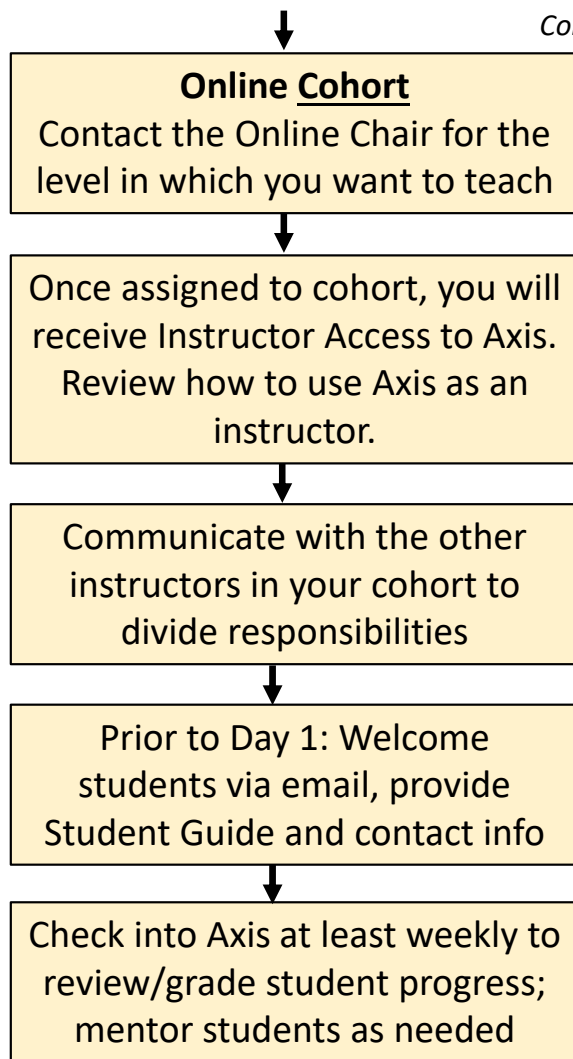 Online Cohort
Contact the Online Chair for the
level in which you want to teach
Once assigned to cohort, you will
receive Instructor Access to Axis.
Review how to use Axis as an
instructor.
Communicate with the other
instructors in your cohort to
divide responsibilities
Prior to Day 1: Welcome
students via email, provide
Student Guide and contact info
Check into Axis at least weekly to
review/grade student progress;
mentor students as needed